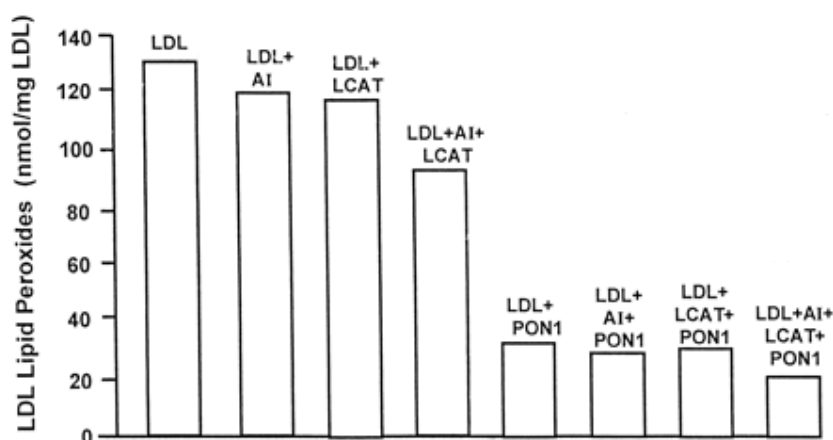 LDL Lipid Peroxides (nmol/mg LDL)
140
120
100
80
60
40
20
0
LDL
LDL+
AI
LDL+
LCAT
LDL+AI+
LCAT
LDL+
PON1
LDL+
AI+
PON1
LDL+
LCAT+
PON1
LDL+AI+
LCAT+
PON1